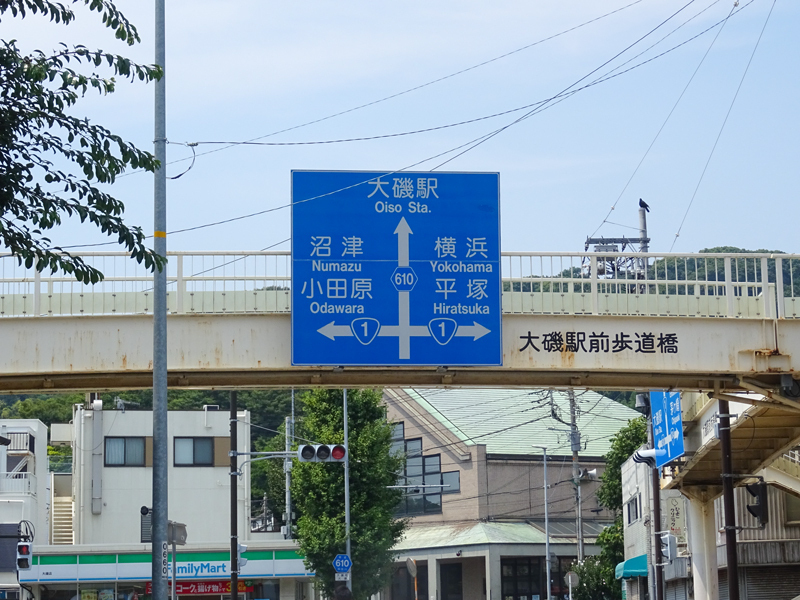 大磯駅
Oiso Sta.
沼津
Numazu
横浜
Yokohama
610
小田原
Odawara
平塚
Hiratsuka
1
1
大磯駅前歩道橋
FamilyMart
610
0660